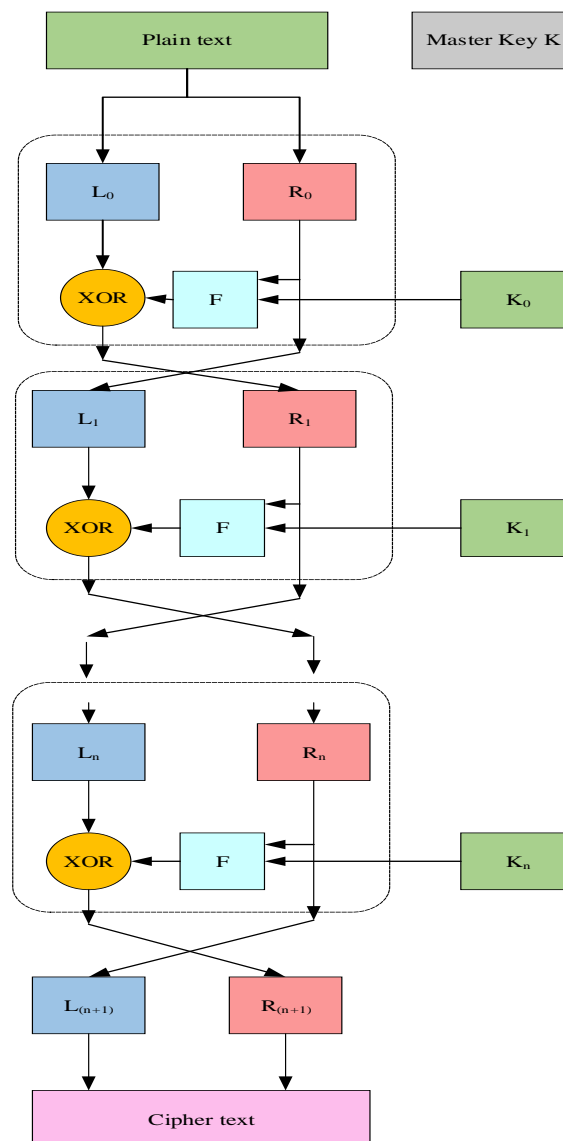 Plain text
Master Key K
L₀
R₀
XOR
F
K₀
L₁
R₁
XOR
F
K₁
Lₙ
Rₙ
XOR
F
Kₙ
L₍ₙ₊₁₎
R₍ₙ₊₁₎
Cipher text